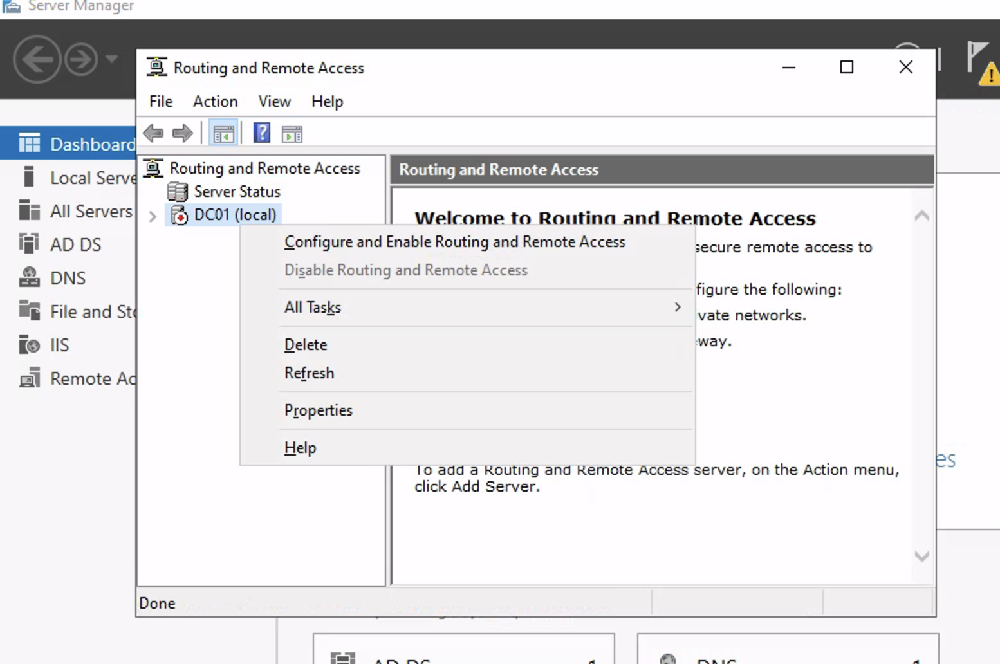 Server Manager
Routing and Remote Access
File Action View Help
Dashboard
Local Serve
All Servers
AD DS
DNS
File and Sto
IIS
Remote Ac
Routing and Remote Access
Server Status
DC01 (local)
Routing and Remote Access
Welcome to Routing and Remote Access
secure remote access to
figure the following:
vate networks.
way.
Configure and Enable Routing and Remote Access
Disable Routing and Remote Access
All Tasks
Delete
Refresh
Properties
Help
To add a Routing and Remote Access server, on the Action menu,
click Add Server.
es
Done
AD DS 1
DNS 1